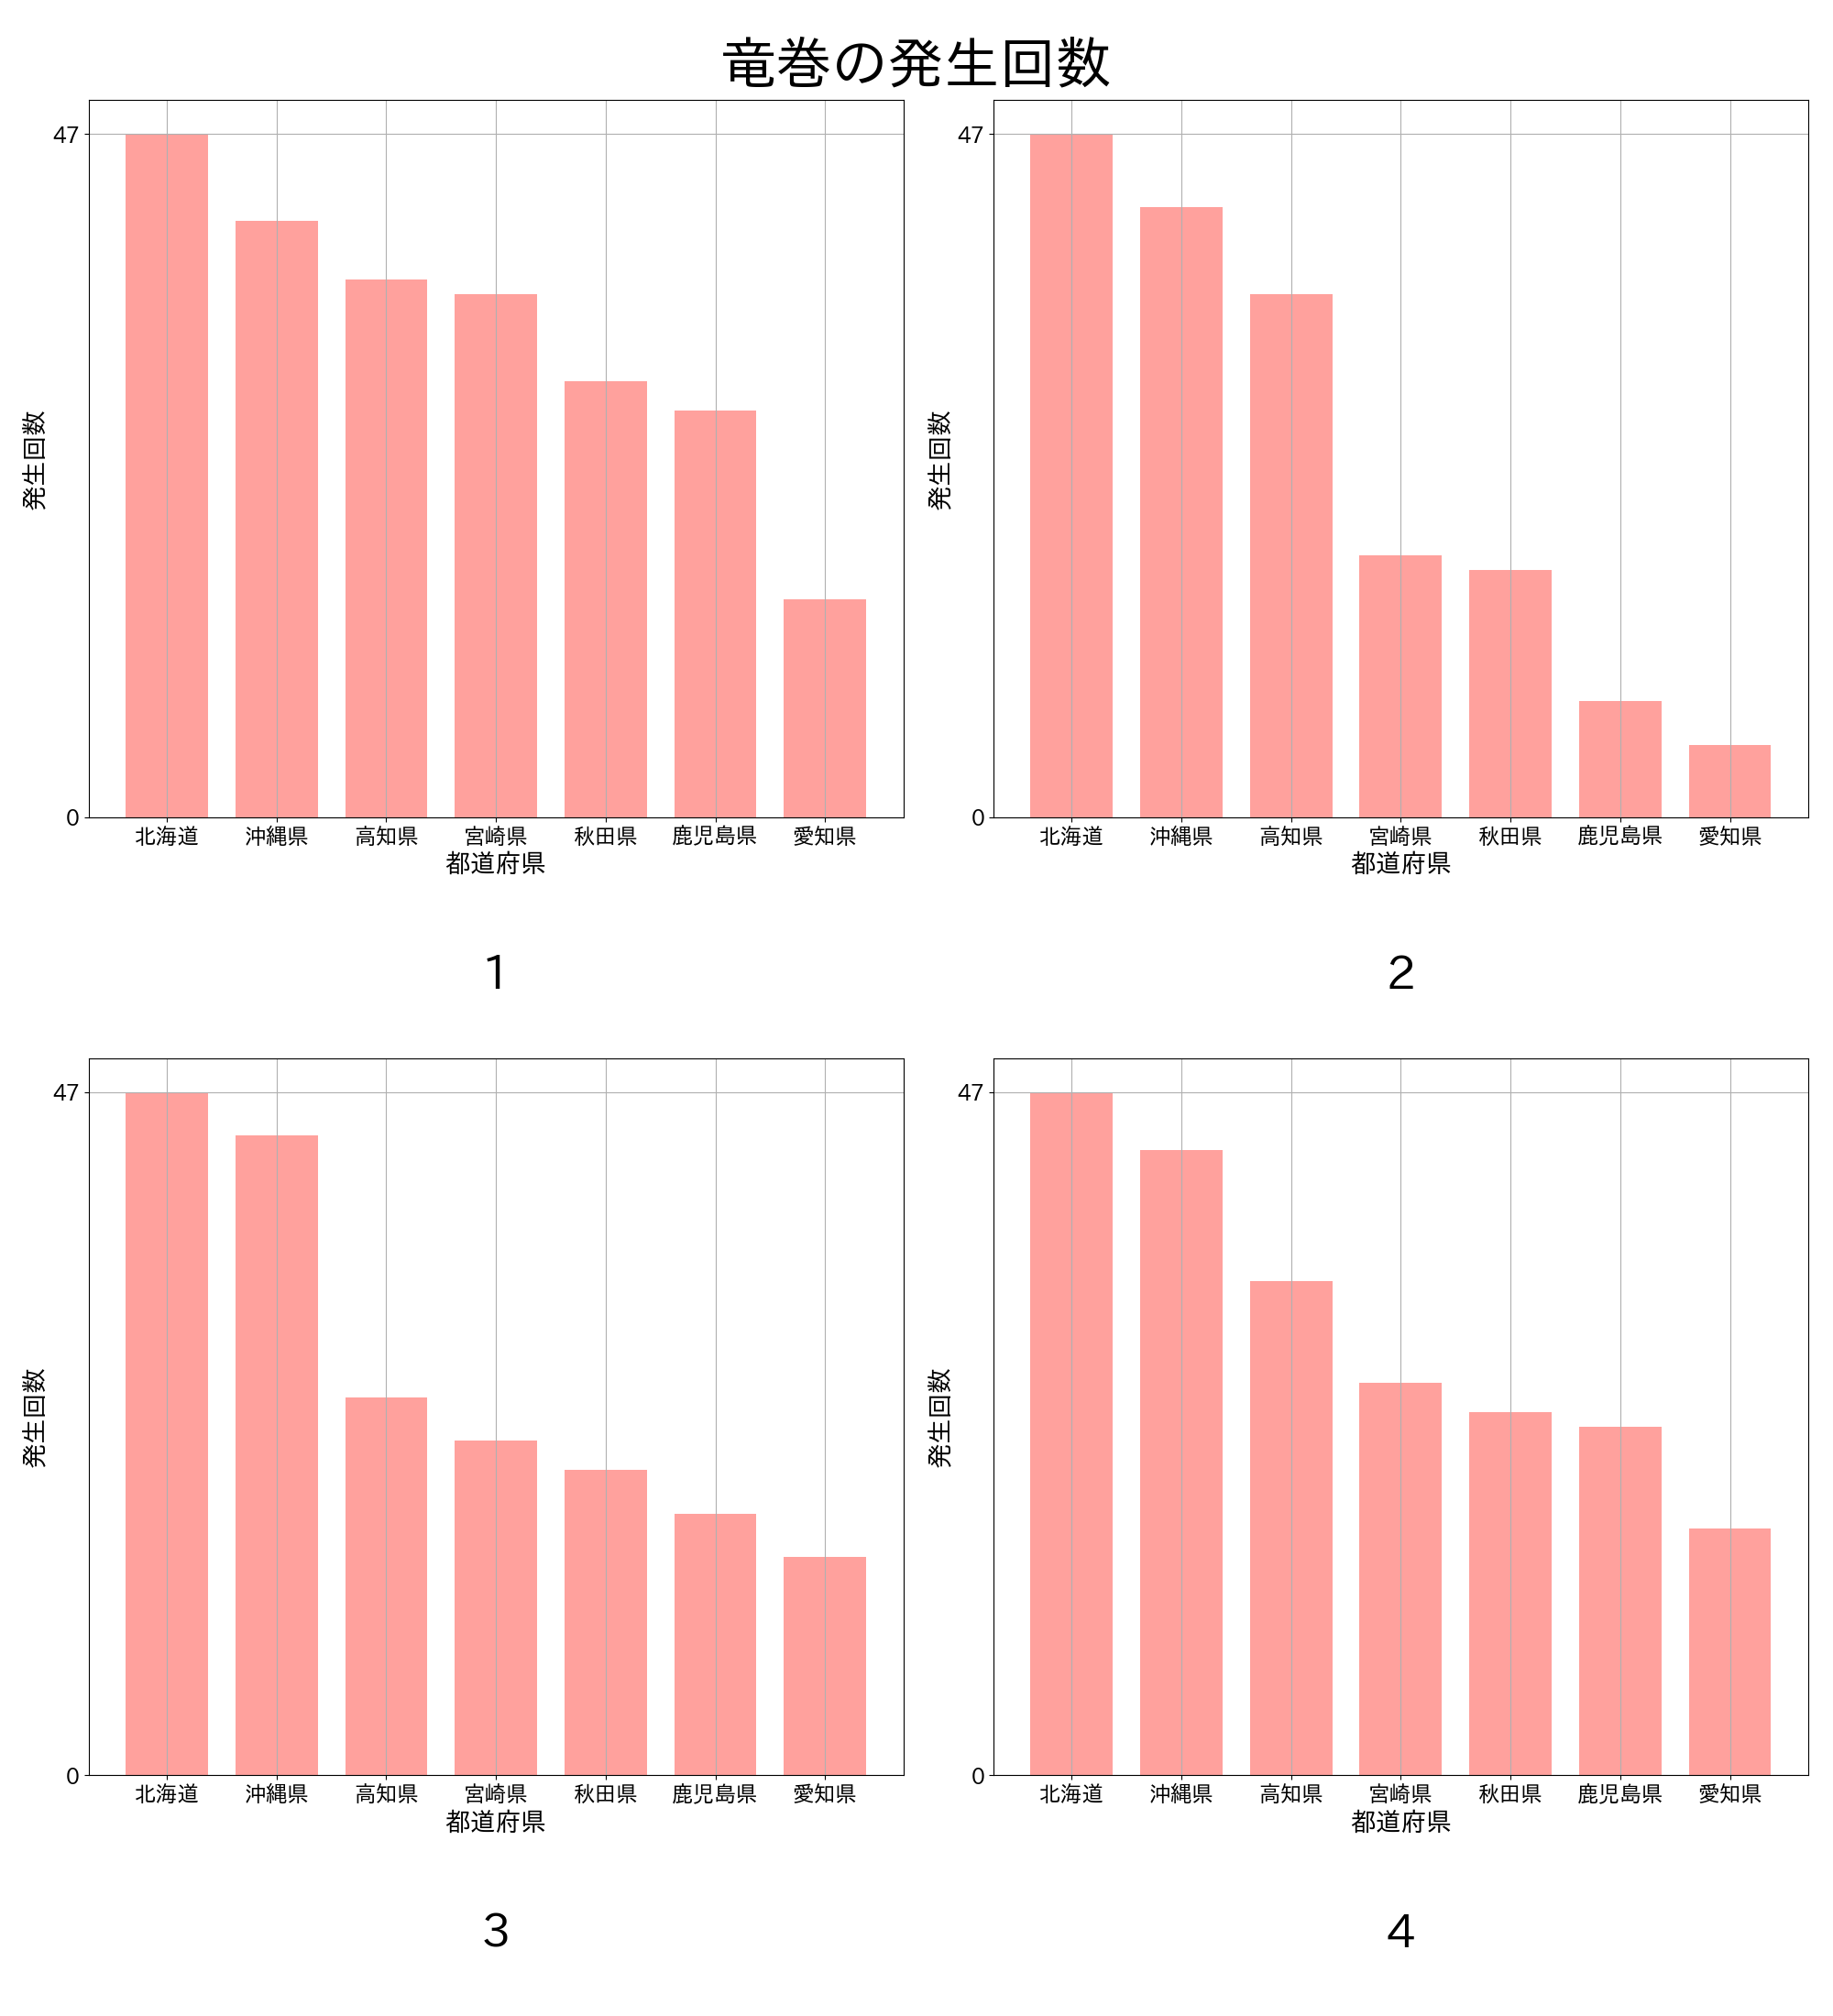 竜巻の発生回数
47
0
発生回数
北海道 沖縄県 高知県 宮崎県 秋田県 鹿児島県 愛知県
都道府県
1
47
0
発生回数
北海道 沖縄県 高知県 宮崎県 秋田県 鹿児島県 愛知県
都道府県
2
47
0
発生回数
北海道 沖縄県 高知県 宮崎県 秋田県 鹿児島県 愛知県
都道府県
3
47
0
発生回数
北海道 沖縄県 高知県 宮崎県 秋田県 鹿児島県 愛知県
都道府県
4